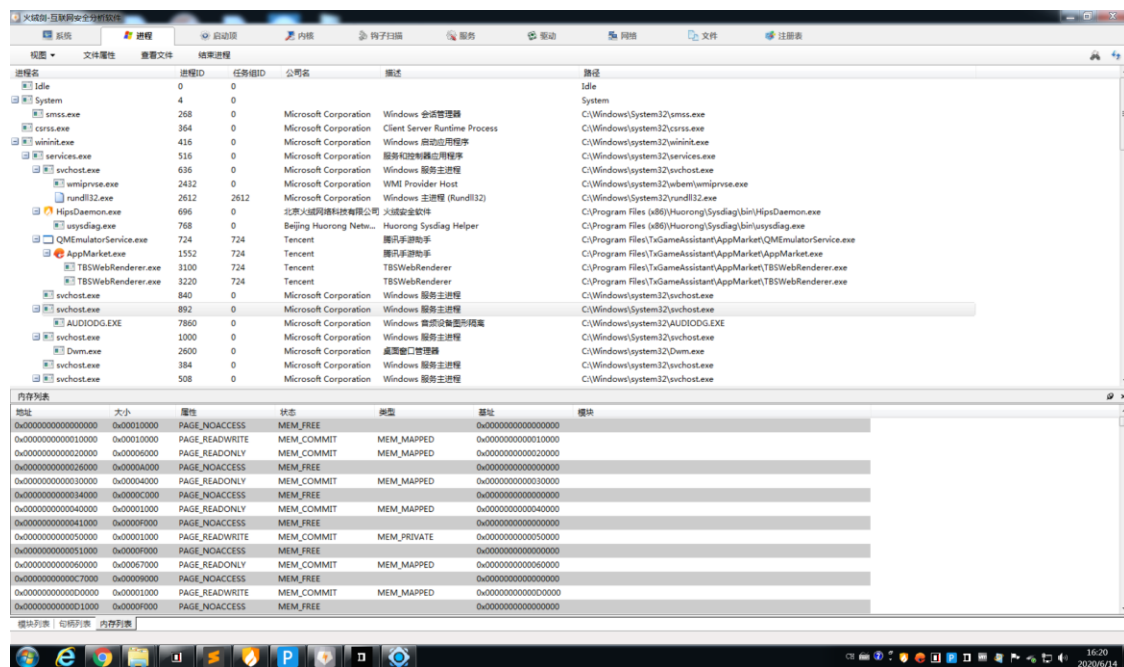 火绒剑-互联网安全分析软件
系统 进程 启动项 内核 钩子扫描 服务 驱动 网络 文件 注册表
视图 文件属性 查看文件 结束进程
进程名 进程ID 任务组ID 公司名 描述 路径
Idle 0 0 Idle
System 4 0 System
smss.exe 268 0 Microsoft Corporation Windows 会话管理器 C:\Windows\System32\smss.exe
csrss.exe 364 0 Microsoft Corporation Client Server Runtime Process C:\Windows\system32\csrss.exe
wininit.exe 416 0 Microsoft Corporation Windows 启动应用程序 C:\Windows\system32\wininit.exe
services.exe 516 0 Microsoft Corporation 服务和控制器应用程序 C:\Windows\system32\services.exe
svchost.exe 636 0 Microsoft Corporation Windows 服务主进程 C:\Windows\system32\svchost.exe
wmiprvse.exe 2432 0 Microsoft Corporation WMI Provider Host C:\Windows\system32\wbem\wmiprvse.exe
rundll32.exe 2612 2612 Microsoft Corporation Windows 主进程 (Rundll32) C:\Windows\System32\rundll32.exe
HipsDaemon.exe 696 0 北京火绒网络科技有限公司 火绒安全软件 C:\Program Files (x86)\Huorong\Sysdiag\bin\HipsDaemon.exe
usysdiag.exe 768 0 Beijing Huorong Netw... Huorong Sysdiag Helper C:\Program Files (x86)\Huorong\Sysdiag\bin\usysdiag.exe
QMEmulatorService.exe 724 724 Tencent 腾讯手游助手 C:\Program Files\TxGameAssistant\AppMarket\QMEmulatorService.exe
AppMarket.exe 1552 724 Tencent 腾讯手游助手 C:\Program Files\TxGameAssistant\AppMarket\AppMarket.exe
TBSWebRenderer.exe 3100 724 Tencent TBSWebRenderer C:\Program Files\TxGameAssistant\AppMarket\TBSWebRenderer.exe
TBSWebRenderer.exe 3220 724 Tencent TBSWebRenderer C:\Program Files\TxGameAssistant\AppMarket\TBSWebRenderer.exe
svchost.exe 840 0 Microsoft Corporation Windows 服务主进程 C:\Windows\system32\svchost.exe
svchost.exe 892 0 Microsoft Corporation Windows 服务主进程 C:\Windows\System32\svchost.exe
AUDIODG.EXE 7860 0 Microsoft Corporation Windows 音频设备图形隔离 C:\Windows\system32\AUDIODG.EXE
svchost.exe 1000 0 Microsoft Corporation Windows 服务主进程 C:\Windows\System32\svchost.exe
Dwm.exe 2600 0 Microsoft Corporation 桌面窗口管理器 C:\Windows\system32\Dwm.exe
svchost.exe 384 0 Microsoft Corporation Windows 服务主进程 C:\Windows\system32\svchost.exe
svchost.exe 508 0 Microsoft Corporation Windows 服务主进程 C:\Windows\system32\svchost.exe
内存列表
地址 大小 属性 状态 类型 基址 模块
0x0000000000000000 0x00010000 PAGE_NOACCESS MEM_FREE 0x0000000000000000
0x0000000000010000 0x00010000 PAGE_READWRITE MEM_COMMIT MEM_MAPPED 0x0000000000010000
0x0000000000020000 0x00006000 PAGE_READONLY MEM_COMMIT MEM_MAPPED 0x0000000000020000
0x0000000000026000 0x0000A000 PAGE_NOACCESS MEM_FREE 0x0000000000000000
0x0000000000030000 0x00004000 PAGE_READONLY MEM_COMMIT MEM_MAPPED 0x0000000000030000
0x0000000000034000 0x0000C000 PAGE_NOACCESS MEM_FREE 0x0000000000000000
0x0000000000040000 0x00001000 PAGE_READONLY MEM_COMMIT MEM_MAPPED 0x0000000000040000
0x0000000000041000 0x0000F000 PAGE_NOACCESS MEM_FREE 0x0000000000000000
0x0000000000050000 0x00001000 PAGE_READWRITE MEM_COMMIT MEM_PRIVATE 0x0000000000050000
0x0000000000051000 0x0000F000 PAGE_NOACCESS MEM_FREE 0x0000000000000000
0x0000000000060000 0x00067000 PAGE_READONLY MEM_COMMIT MEM_MAPPED 0x0000000000060000
0x00000000000C7000 0x00009000 PAGE_NOACCESS MEM_FREE 0x0000000000000000
0x00000000000D0000 0x00001000 PAGE_READWRITE MEM_COMMIT MEM_MAPPED 0x00000000000D0000
0x00000000000D1000 0x0000F000 PAGE_NOACCESS MEM_FREE 0x0000000000000000
模块列表 句柄列表 内存列表
16:20
2020/6/14